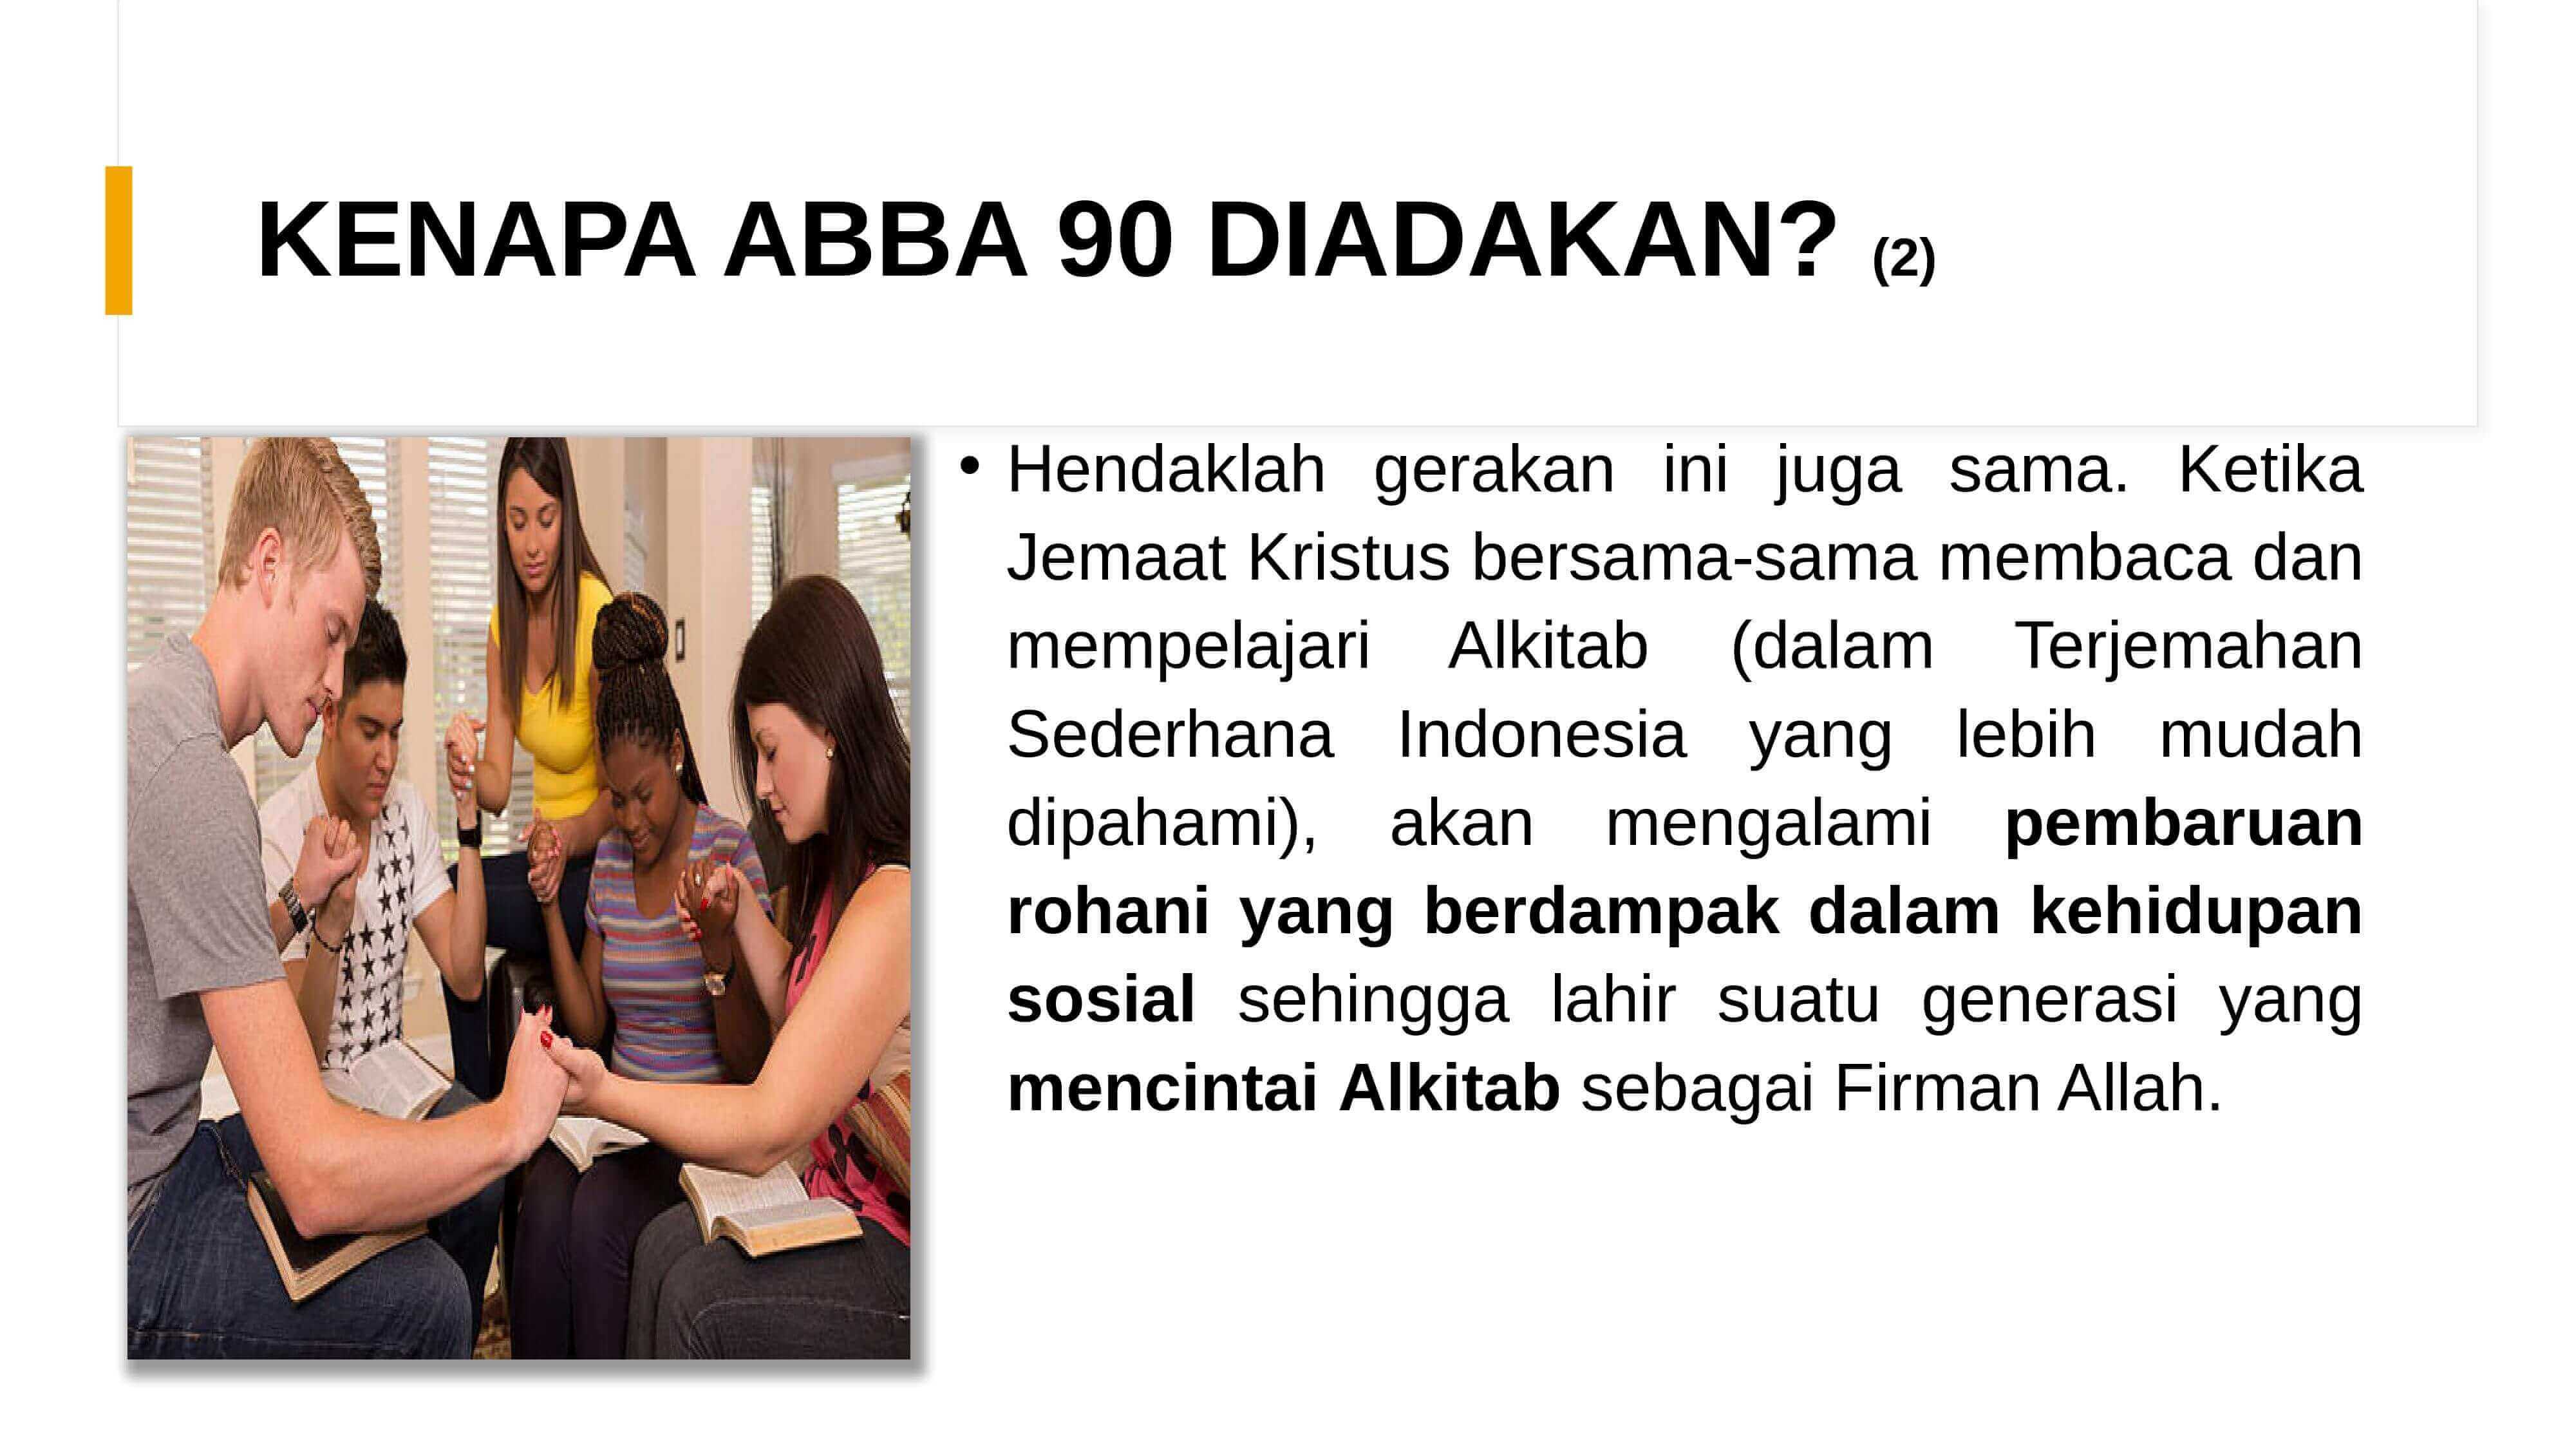 KENAPA ABBA 90 DIADAKAN? (2)
• Hendaklah gerakan ini juga sama. Ketika
Jemaat Kristus bersama-sama membaca dan
mempelajari Alkitab (dalam Terjemahan
Sederhana Indonesia yang lebih mudah
dipahami), akan mengalami pembaruan
rohani yang berdampak dalam kehidupan
sosial sehingga lahir suatu generasi yang
mencintai Alkitab sebagai Firman Allah.